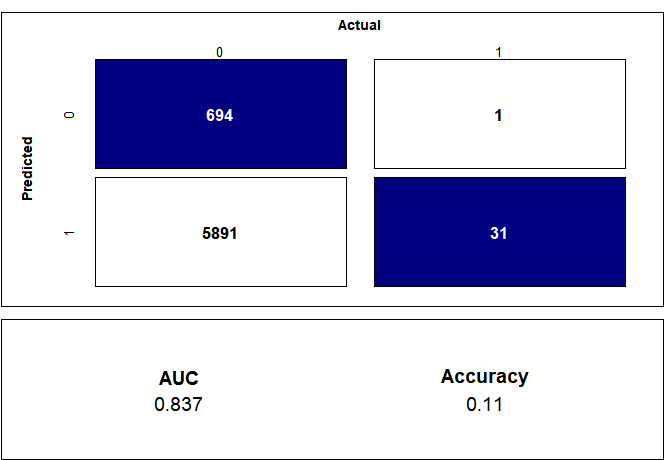 Actual
0 1
Predicted
0 694 1
1 5891 31
AUC Accuracy
0.837 0.11